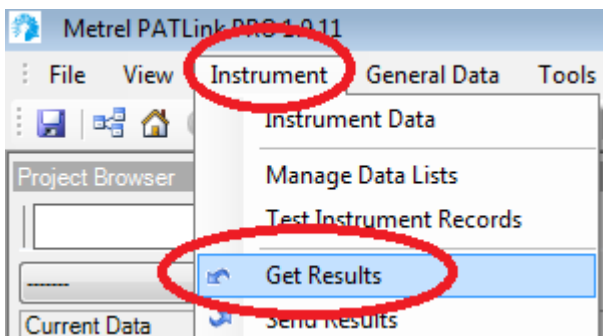 Metrel PATLink PRO 1.9.11
File View Instrument General Data Tools
Instrument Data
Project Browser
Manage Data Lists
Test Instrument Records
-------
Get Results
Current Data
Send Results